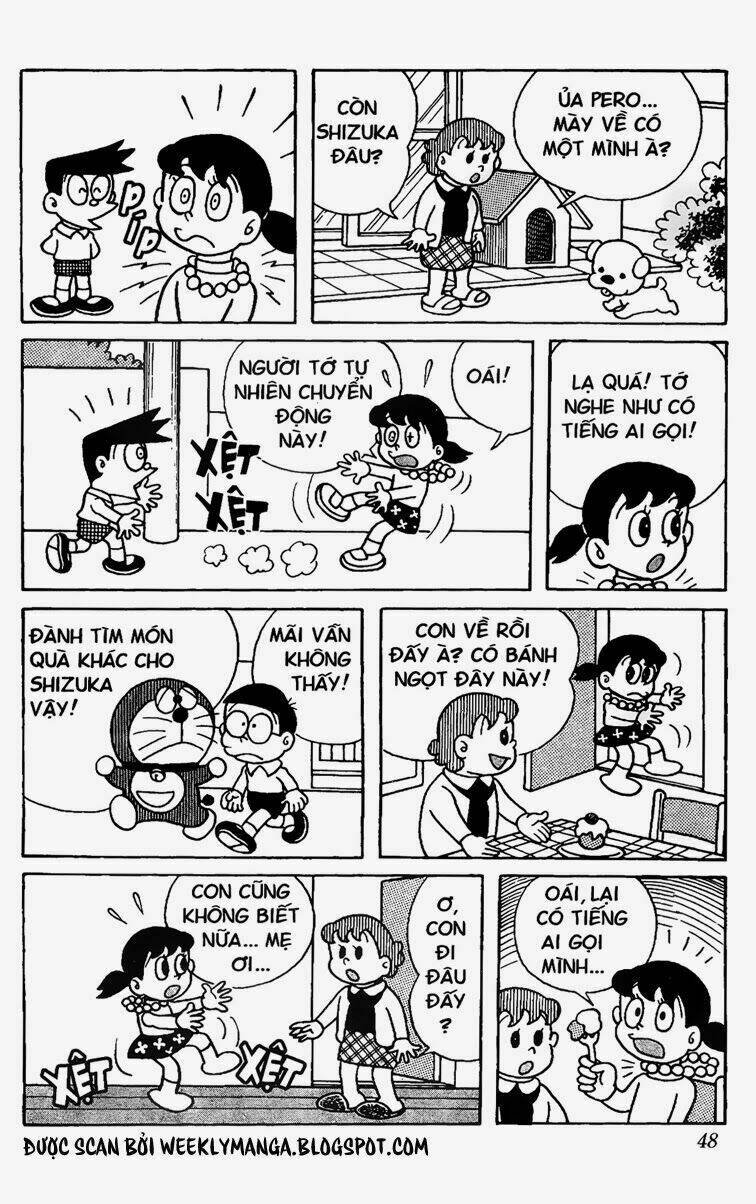 PÍP
CÒN
SHIZUKA
ĐÂU?
ỦA PERO...
MÀY VỀ CÓ
MỘT MÌNH À?
NGƯỜI TỚ TỰ
NHIÊN CHUYỂN
ĐỘNG
NÀY!
OÁI!
XỆT
XỆT
LẠ QUÁ! TỚ
NGHE NHƯ CÓ
TIẾNG AI GỌI!
ĐÀNH TÌM MÓN
QUÀ KHÁC CHO
SHIZUKA
VẬY!
MÃI VẪN
KHÔNG
THẤY!
CON VỀ RỒI
ĐẤY À? CÓ BÁNH
NGỌT ĐÂY NÀY!
CON CŨNG
KHÔNG BIẾT
NỮA... MẸ
ƠI...
Ơ,
CON
ĐI
ĐÂU
ĐẤY
?
XỆT
XỆT
OÁI, LẠI
CÓ TIẾNG
AI GỌI
MÌNH...
ĐƯỢC SCAN BỞI WEEKLYMANGA.BLOGSPOT.COM
48